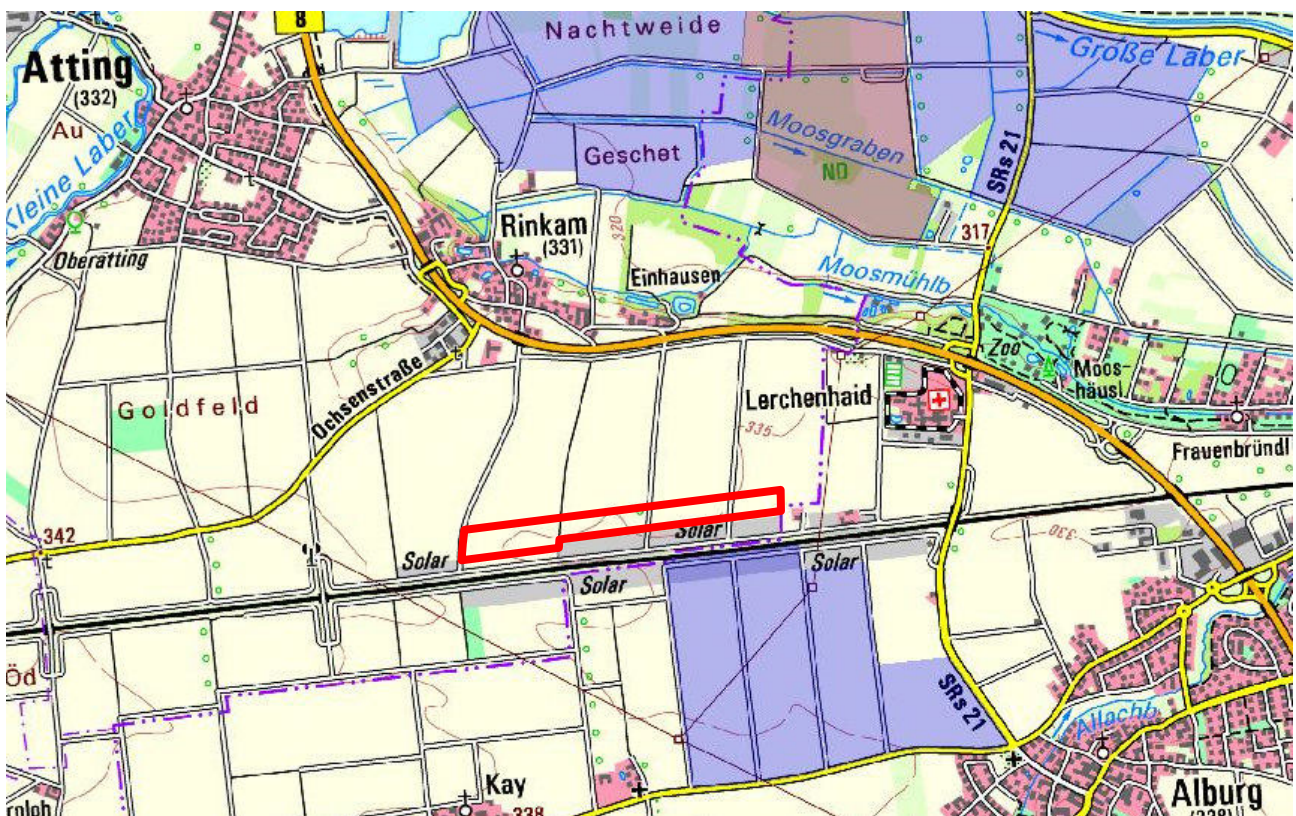 8
Nachtweide
Große Laber
Atting
(332)
Au
Moosgraben
SRs 21
Geschet
ND
Kleine Laber
Rinkam
(331)
320
317
Oberatting
Einhausen
Moosmühlb
Zoo
Moos-
häusl
Ochsenstraße
Lerchenhaid
Goldfeld
335
Frauenbründl
342
Solar
Solar
330
Solar
Solar
Öd
SRs 21
Allachb
Kay
338
Alburg
(338)